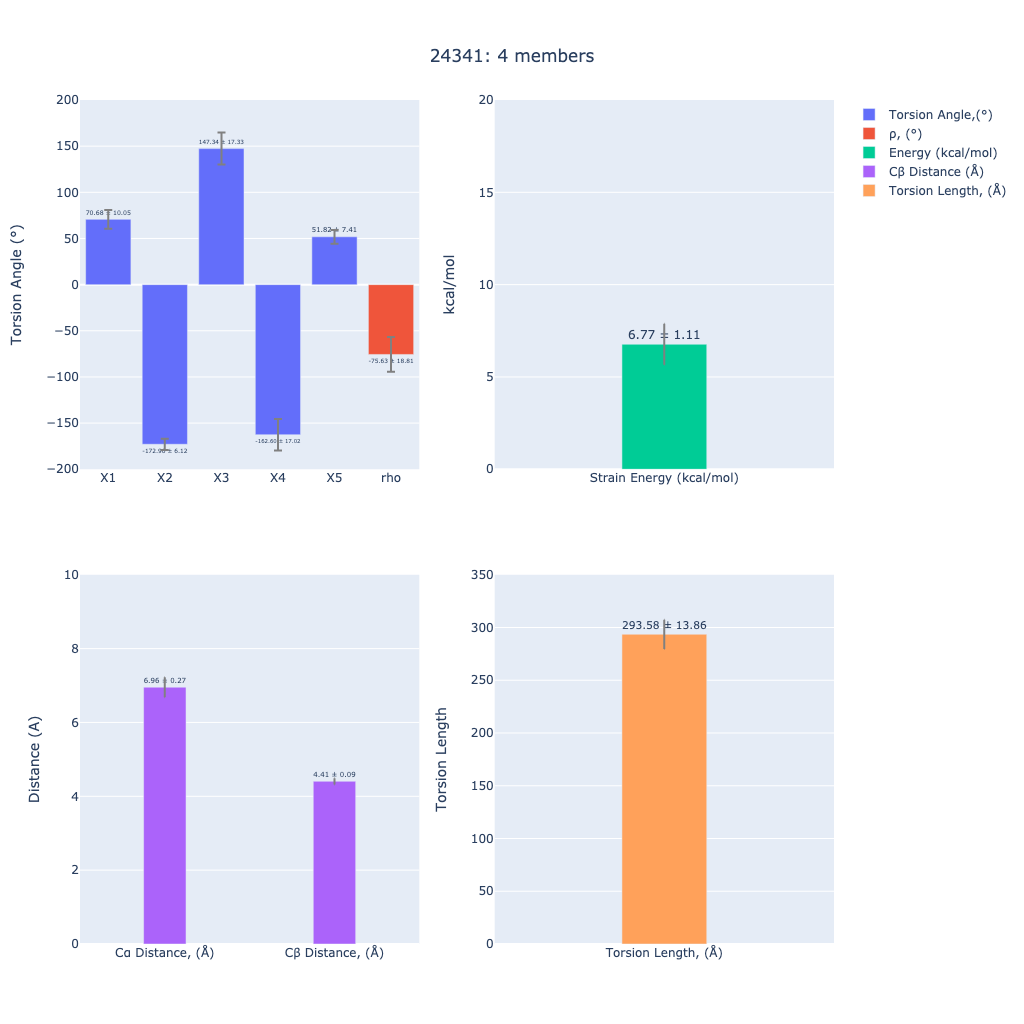 24341: 4 members
200
150
100
50
0
−50
−100
−150
−200
Torsion Angle (°)
70.68 ± 10.05
147.34 ± 17.33
51.82 ± 7.41
-75.63 ± 18.81
-162.60 ± 17.02
-172.96 ± 6.12
X1 X2 X3 X4 X5 rho
20
15
10
5
0
kcal/mol
6.77 ± 1.11
Strain Energy (kcal/mol)
Torsion Angle,(°)
ρ, (°)
Energy (kcal/mol)
Cβ Distance (Å)
Torsion Length, (Å)
10
8
6
4
2
0
Distance (A)
6.96 ± 0.27
4.41 ± 0.09
Cα Distance, (Å) Cβ Distance, (Å)
350
300
250
200
150
100
50
0
Torsion Length
293.58 ± 13.86
Torsion Length, (Å)